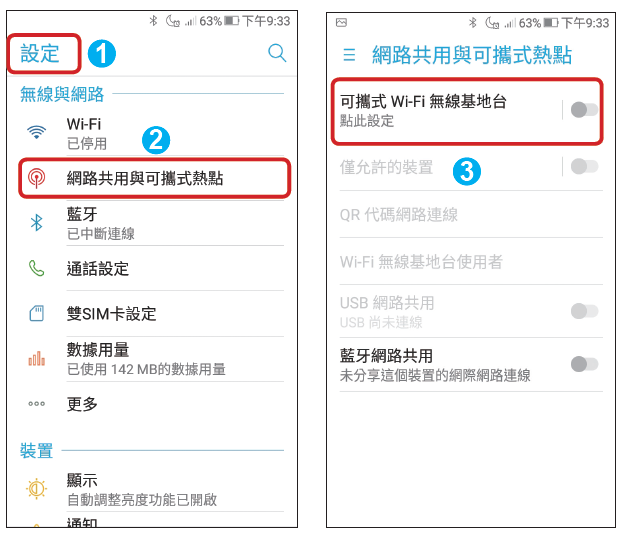 63% 下午9:33
設定
1
無線與網路
Wi-Fi
已停用
2
網路共用與可攜式熱點
藍牙
已中斷連線
通話設定
雙SIM卡設定
數據用量
已使用 142 MB的數據用量
更多
裝置
顯示
自動調整亮度功能已開啟
通知
63% 下午9:33
網路共用與可攜式熱點
可攜式 Wi-Fi 無線基地台
點此設定
僅允許的裝置
3
QR 代碼網路連線
Wi-Fi 無線基地台使用者
USB 網路共用
USB 尚未連線
藍牙網路共用
未分享這個裝置的網際網路連線